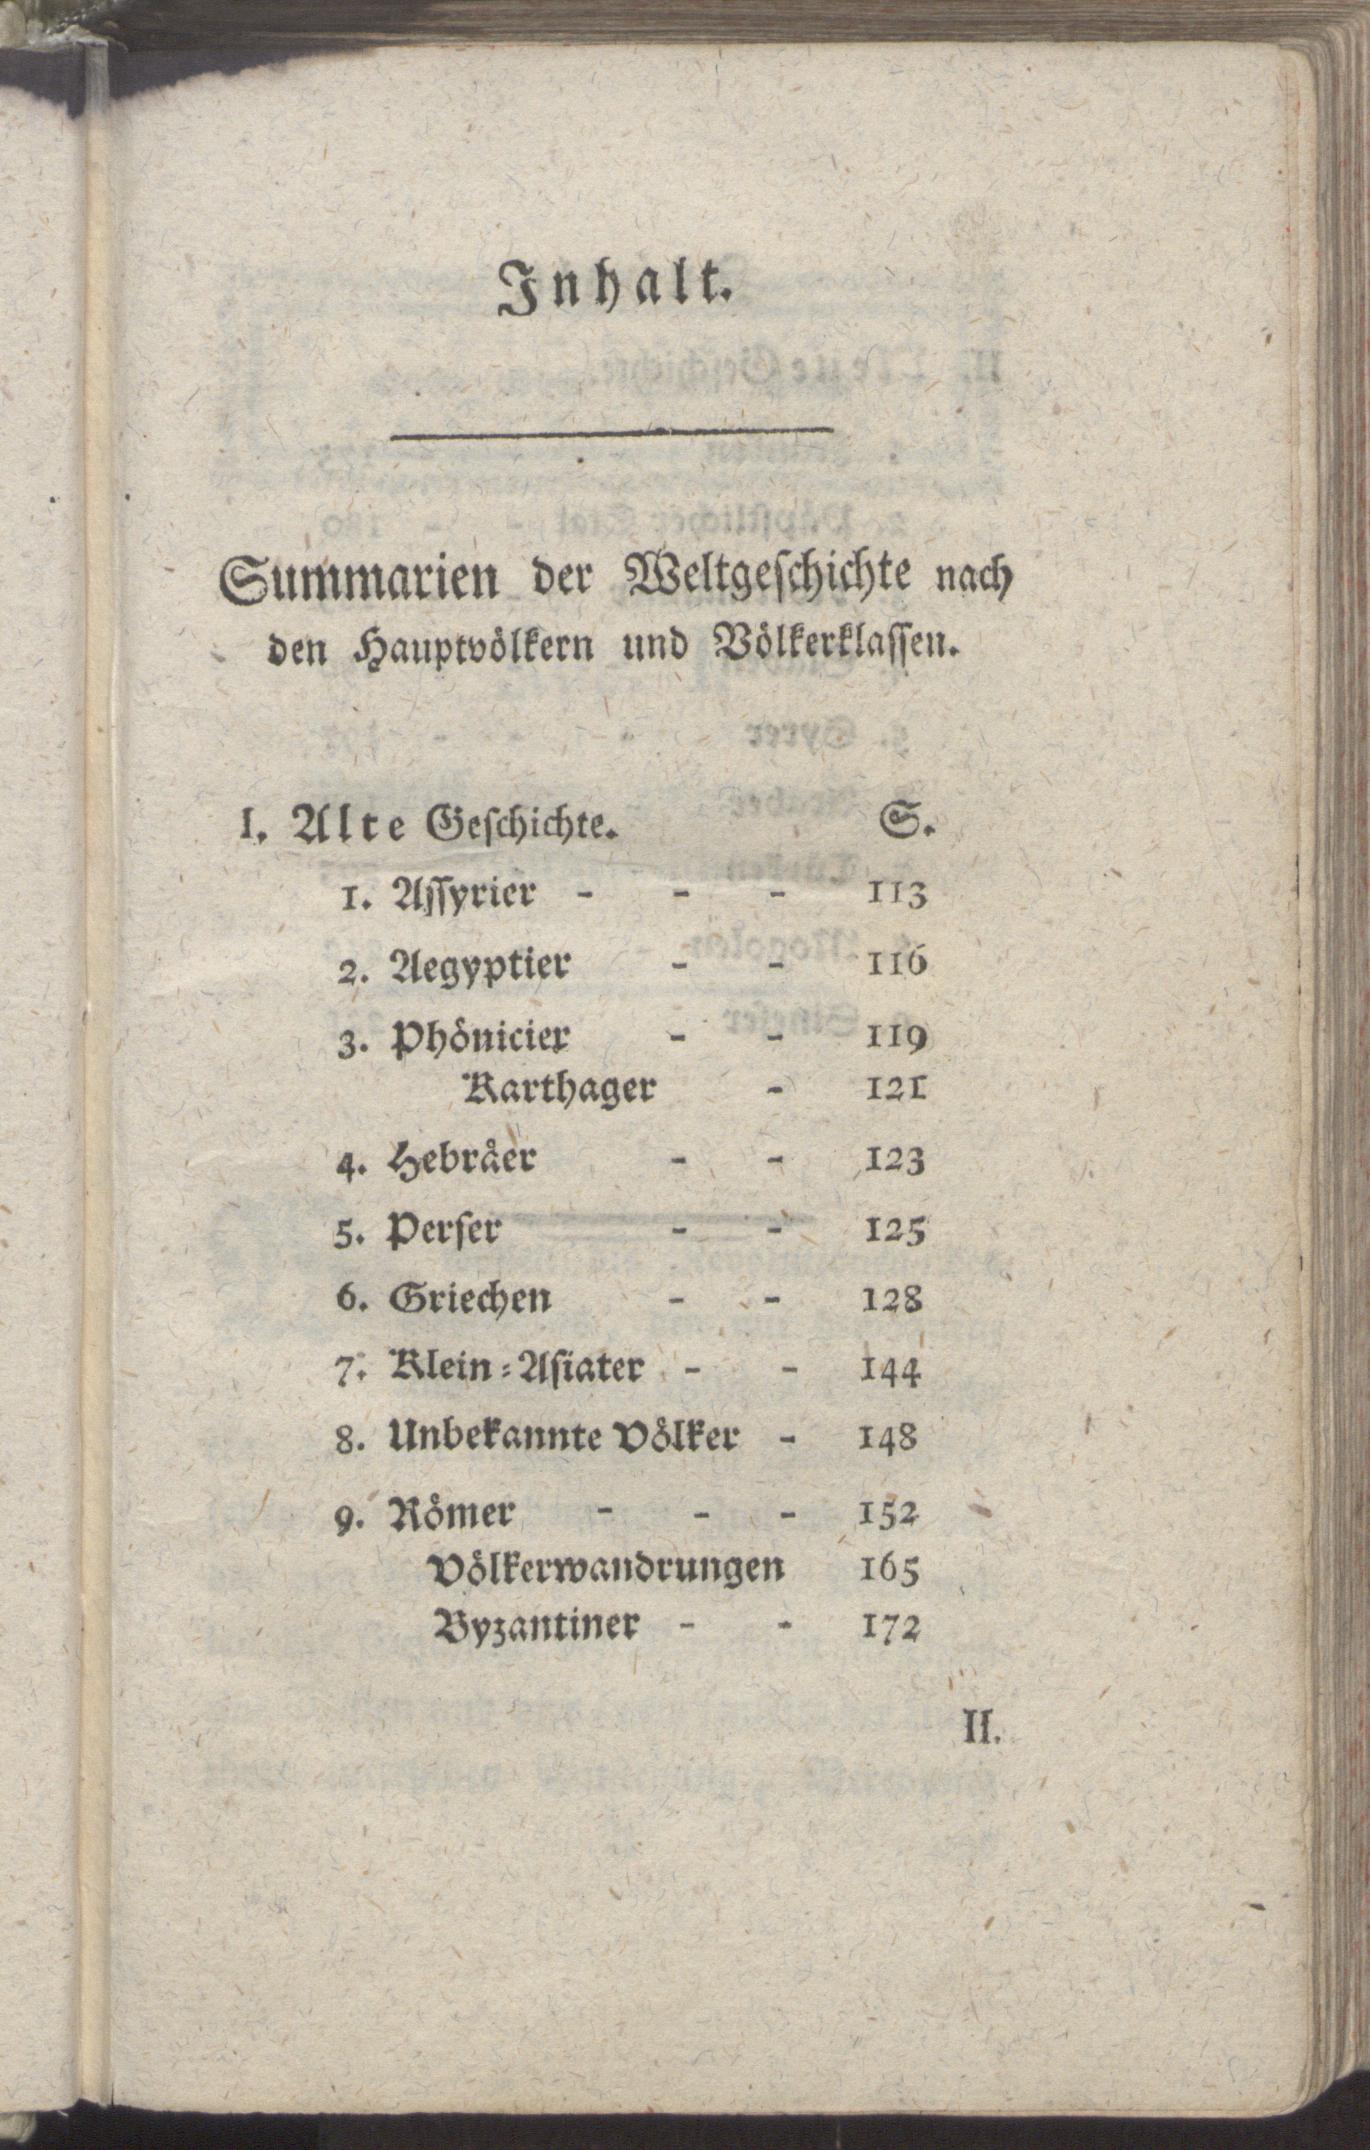 Inhalt.
Summarien der Weltgeſchichte nach
den Hauptvölkern und Völkerklaſſen.
I. Alte Geſchichte. S.
1. Aſſyrier - - - 113
2. Aegyptier - - 116
3. Phönicier - - 119
Karthager - 121
4. Hebräer - - 123
5. Perſer - - 125
6. Griechen - - 128
7. Klein-Aſiater - - 144
8. Unbekannte Völker - 148
9. Römer - - - 152
Völkerwandrungen 165
Byzantiner - - 172
II.